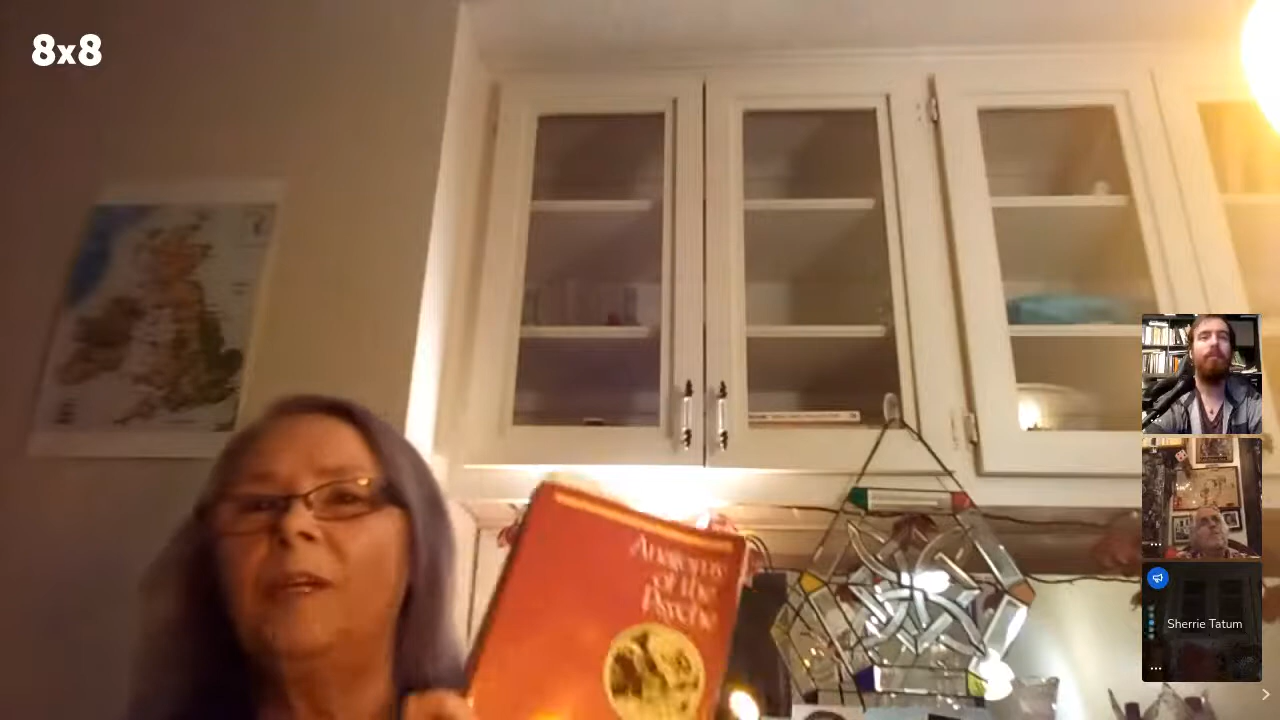 8x8
Anatomy
of the
Psyche
Sherrie Tatum